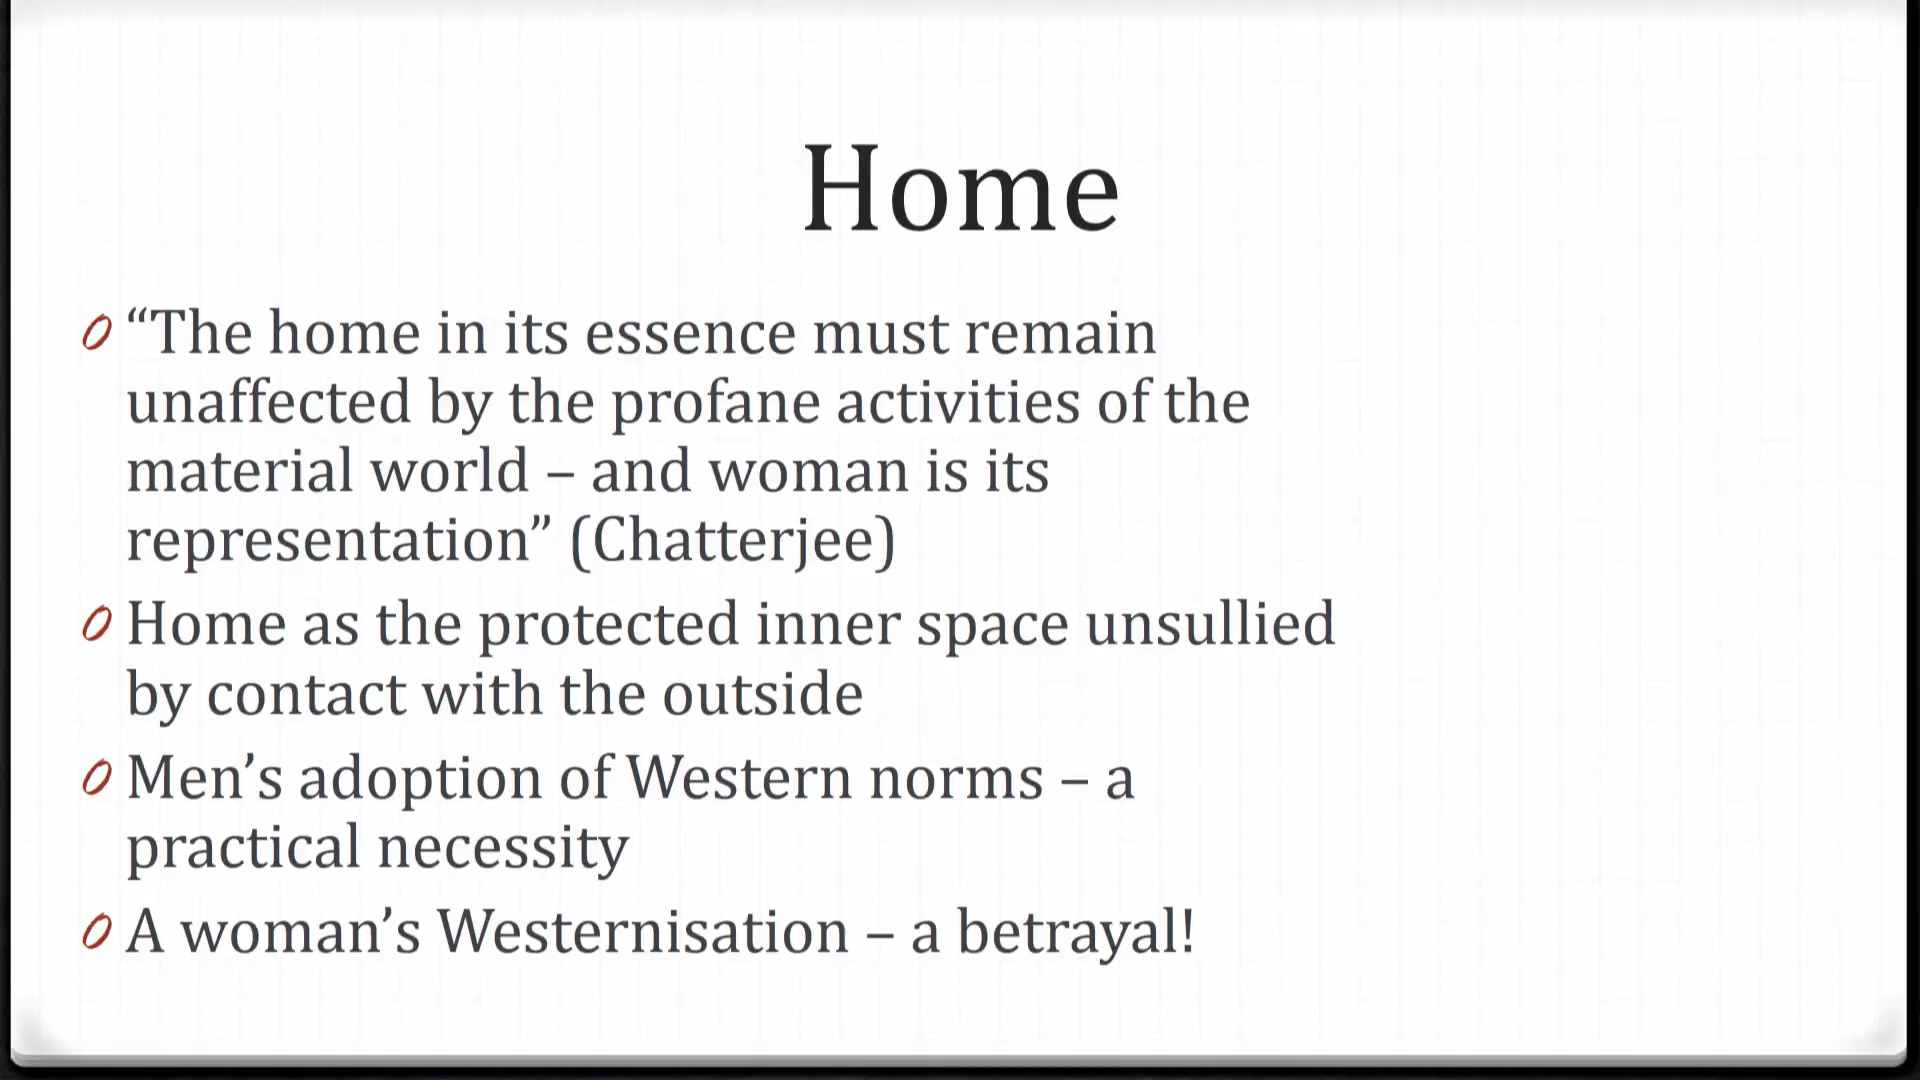 Home
“The home in its essence must remain
unaffected by the profane activities of the
material world – and woman is its
representation” (Chatterjee)
Home as the protected inner space unsullied
by contact with the outside
Men’s adoption of Western norms – a
practical necessity
A woman’s Westernisation – a betrayal!